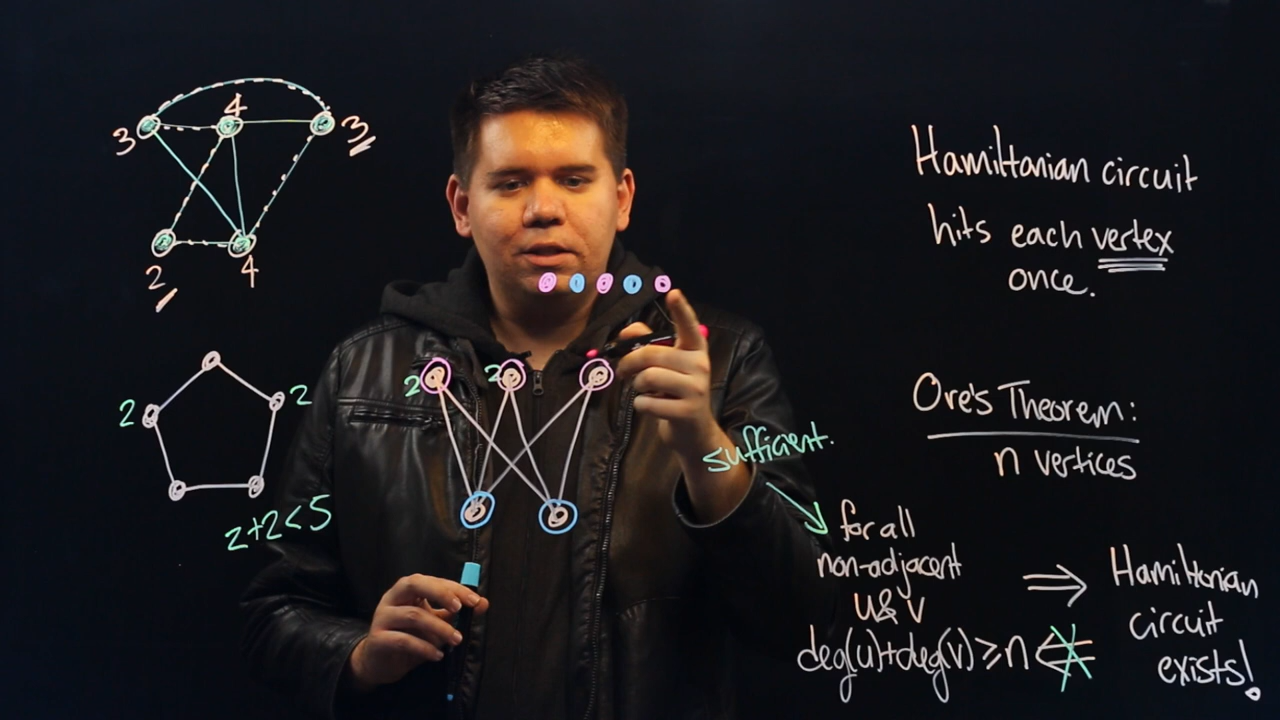 3
4
3
2
4
2
2
2+2<5
2
2
Hamiltonian circuit
hits each vertex
once.
Ore's Theorem:
n vertices
sufficient.
for all
non-adjacent
u & v
deg(u)+deg(v) ≥ n
⇒
⇐
Hamiltonian
circuit
exists!